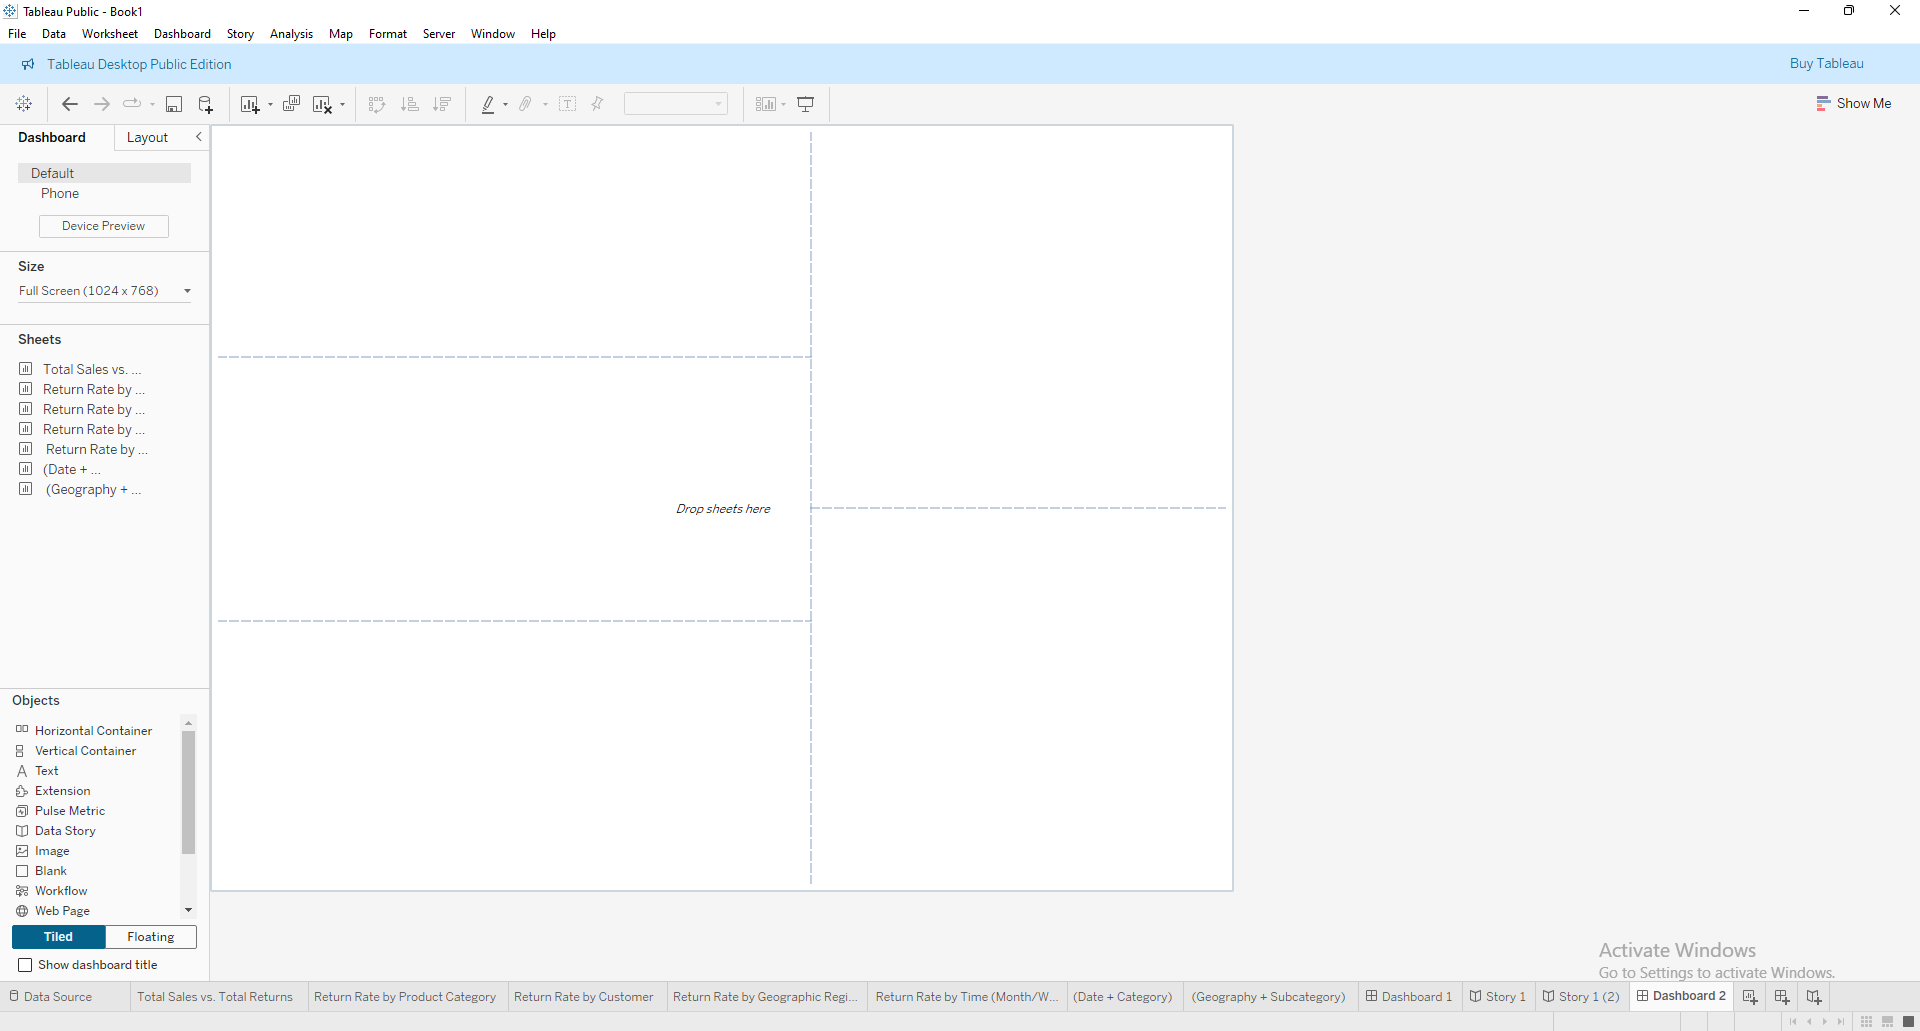 Tableau Public - Book1
File Data Worksheet Dashboard Story Analysis Map Format Server Window Help
Tableau Desktop Public Edition
Buy Tableau
Show Me
Dashboard Layout
Default
Phone
Device Preview
Size
Full Screen (1024 x 768)
Sheets
Total Sales vs. ...
Return Rate by ...
Return Rate by ...
Return Rate by ...
Return Rate by ...
(Date + ...
(Geography + ...
Drop sheets here
Objects
Horizontal Container
Vertical Container
Text
Extension
Pulse Metric
Data Story
Image
Blank
Workflow
Web Page
Tiled Floating
Show dashboard title
Activate Windows
Go to Settings to activate Windows.
Data Source Total Sales vs. Total Returns Return Rate by Product Category Return Rate by Customer Return Rate by Geographic Regi... Return Rate by Time (Month/W... (Date + Category) (Geography + Subcategory) Dashboard 1 Story 1 Story 1 (2) Dashboard 2